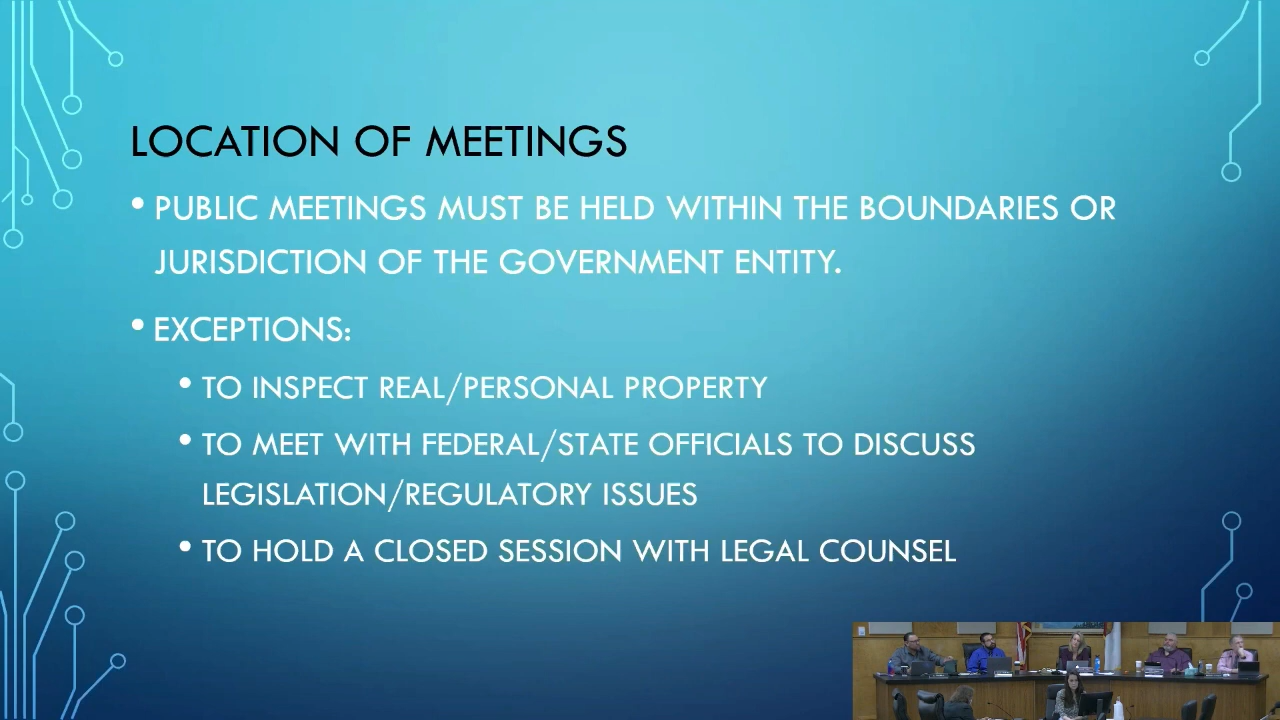 LOCATION OF MEETINGS
• PUBLIC MEETINGS MUST BE HELD WITHIN THE BOUNDARIES OR
JURISDICTION OF THE GOVERNMENT ENTITY.
• EXCEPTIONS:
• TO INSPECT REAL/PERSONAL PROPERTY
• TO MEET WITH FEDERAL/STATE OFFICIALS TO DISCUSS
LEGISLATION/REGULATORY ISSUES
• TO HOLD A CLOSED SESSION WITH LEGAL COUNSEL